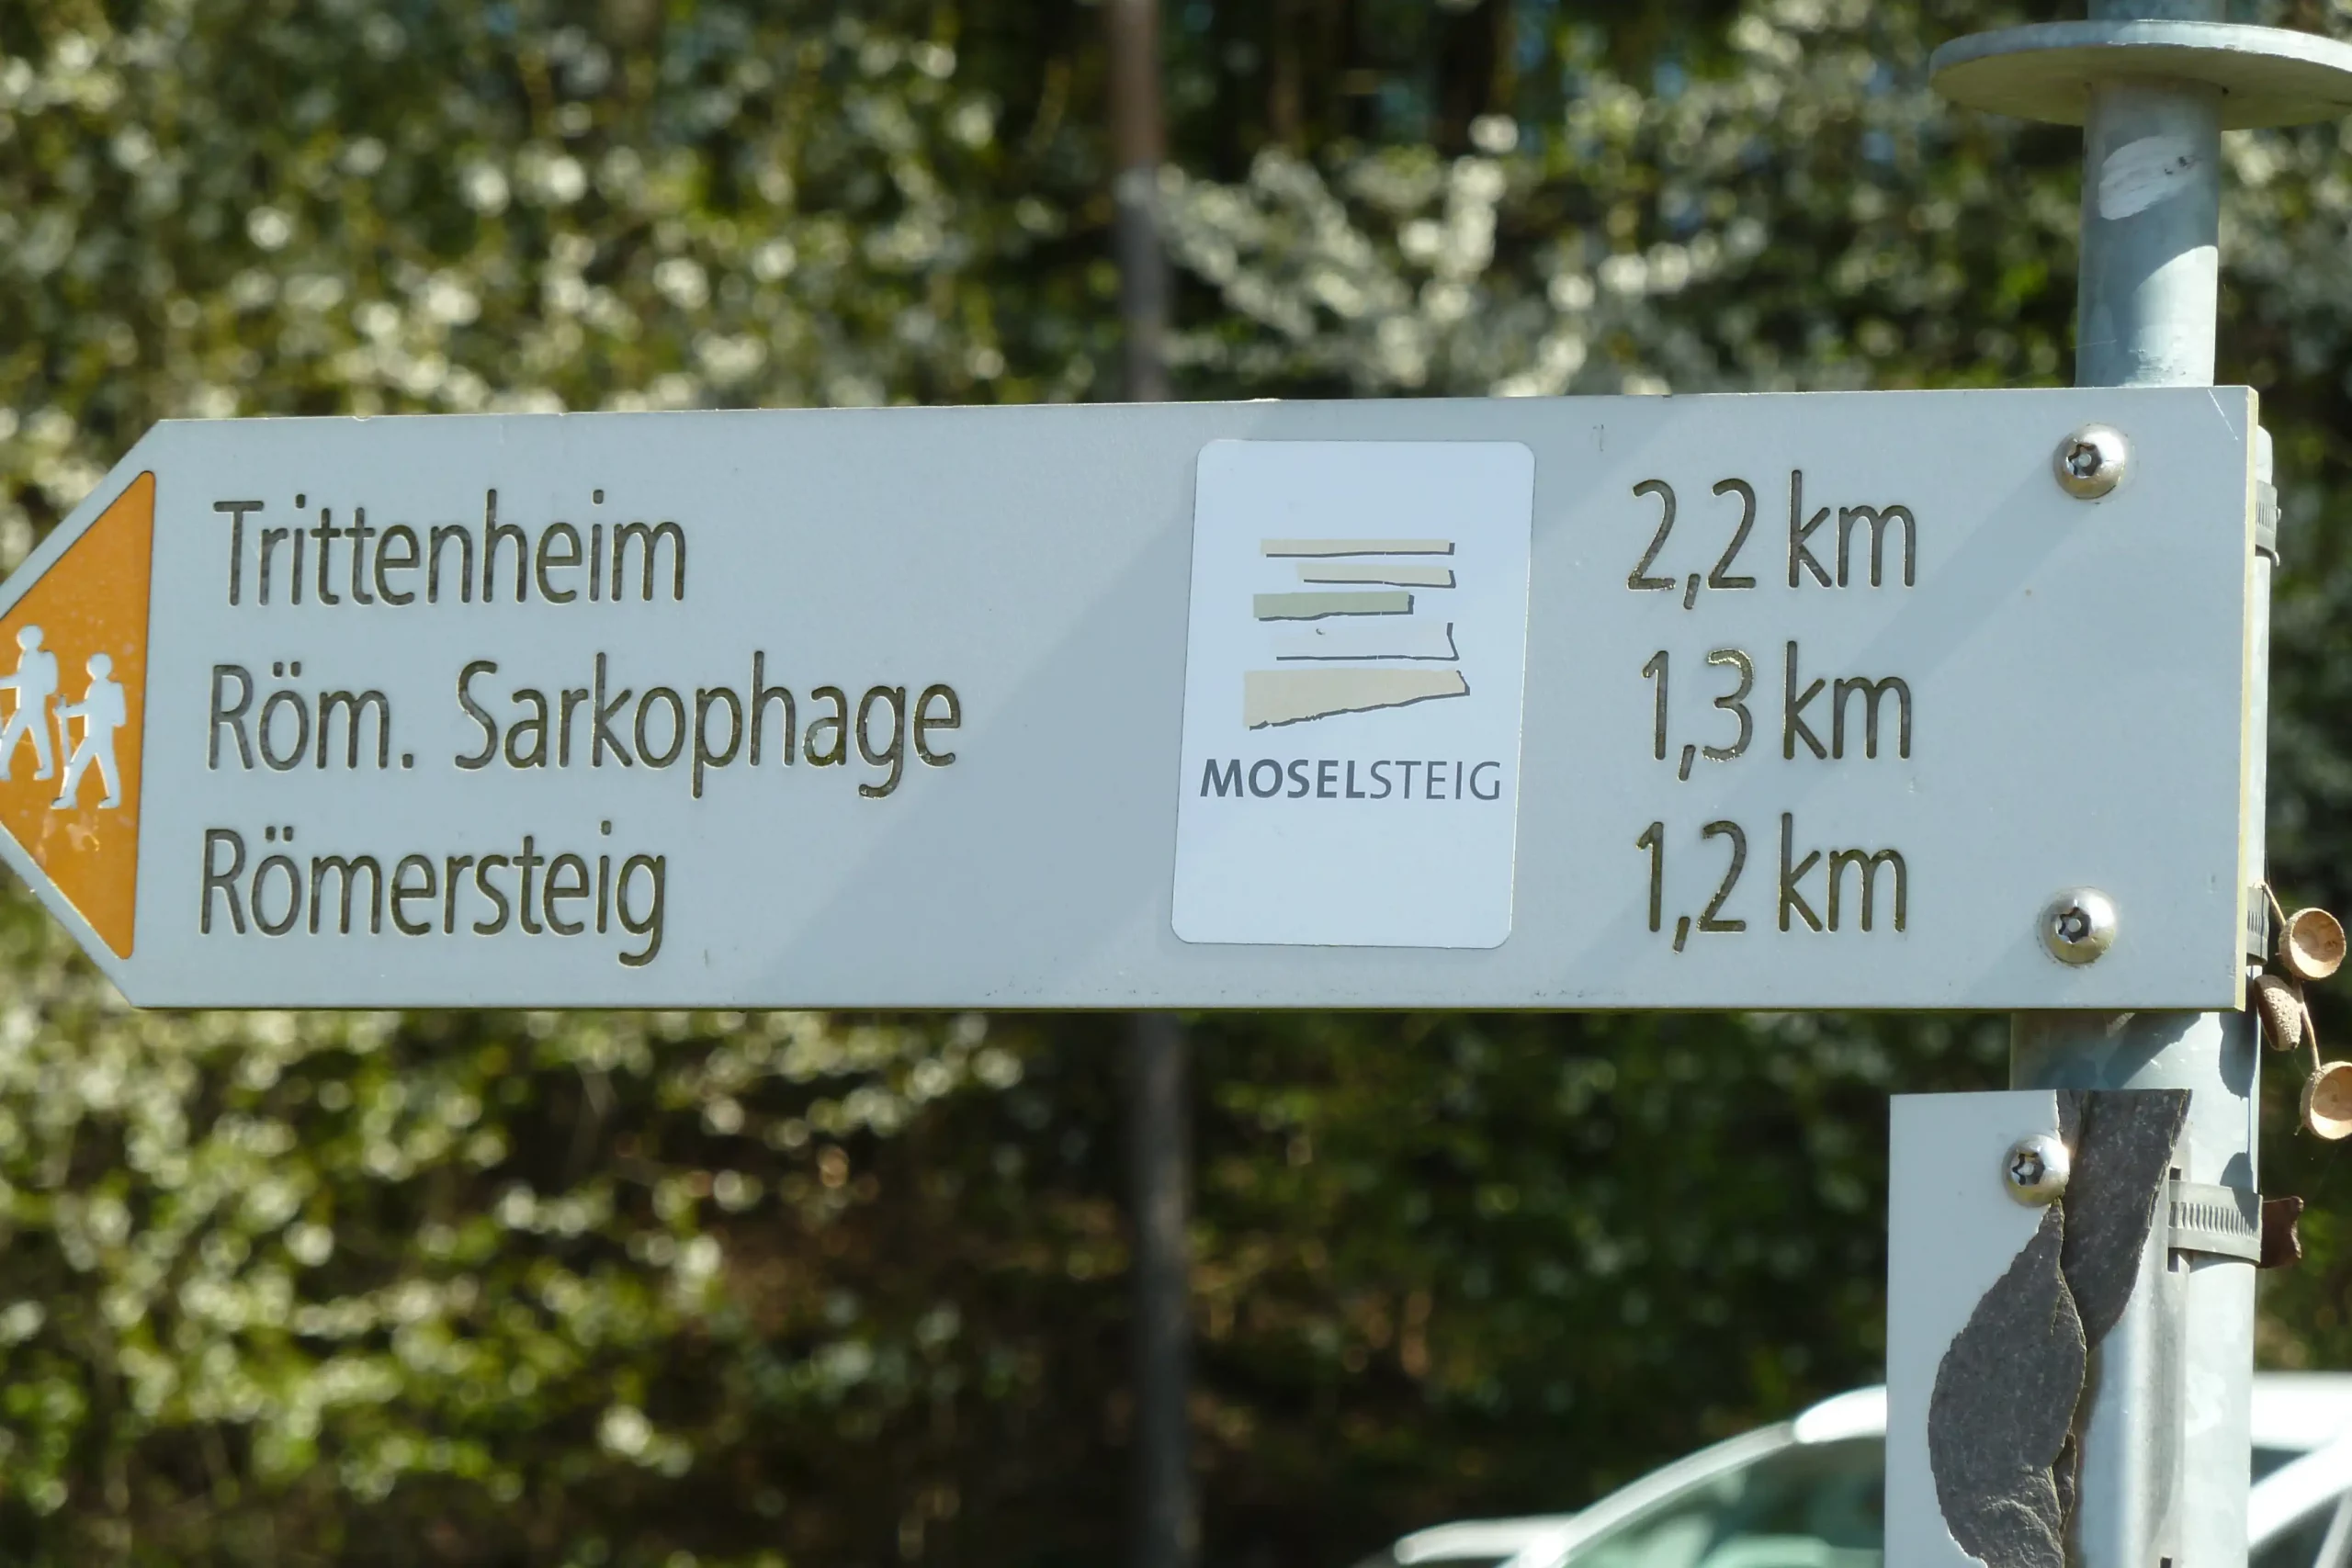 Trittenheim 2,2 km
Röm. Sarkophage 1,3 km
Römersteig 1,2 km
MOSELSTEIG